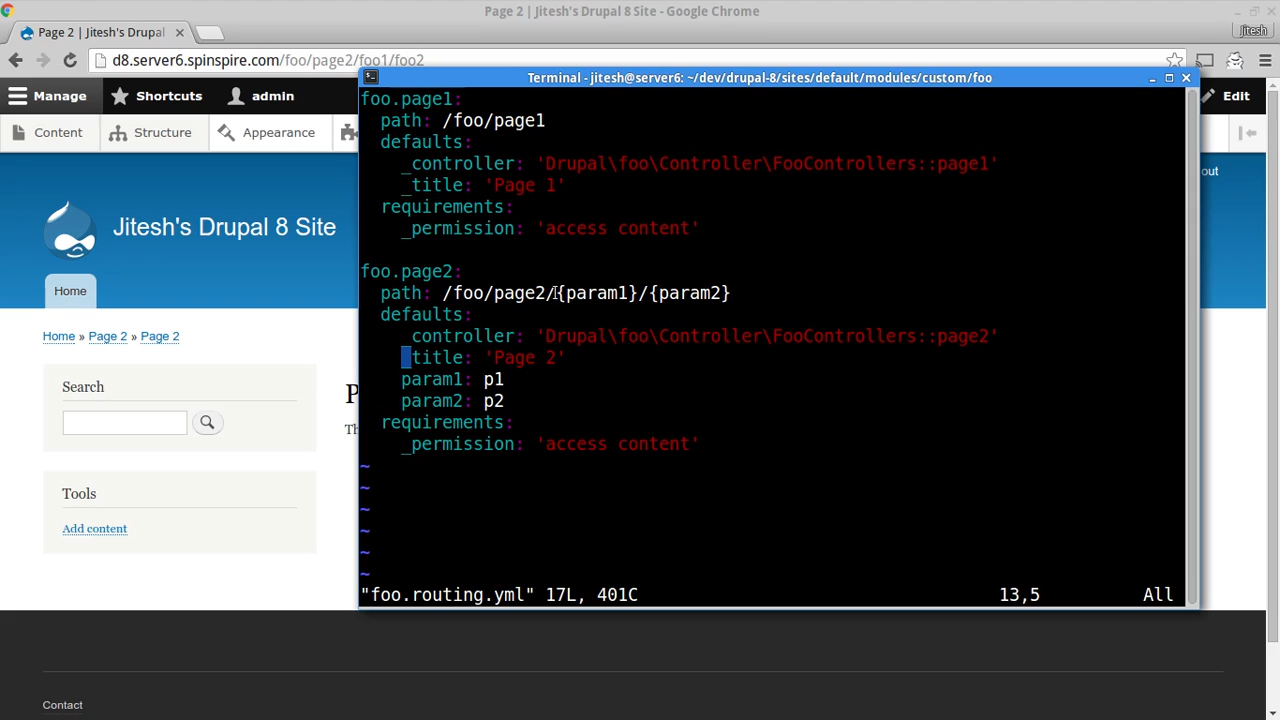 Page 2 | Jitesh's Drupal 8 Site - Google Chrome
Page 2 | Jitesh's Drupal
Jitesh
d8.server6.spinspire.com/foo/page2/foo1/foo2
Terminal - jitesh@server6: ~/dev/drupal-8/sites/default/modules/custom/foo
Manage
Shortcuts
admin
Edit
Content
Structure
Appearance
out
Jitesh's Drupal 8 Site
Home
Home » Page 2 » Page 2
Search
Tools
Add content
P
Th
foo.page1:
path: /foo/page1
defaults:
_controller: 'Drupal\foo\Controller\FooControllers::page1'
_title: 'Page 1'
requirements:
_permission: 'access content'
foo.page2:
path: /foo/page2/{param1}/{param2}
defaults:
_controller: 'Drupal\foo\Controller\FooControllers::page2'
_title: 'Page 2'
param1: p1
param2: p2
requirements:
_permission: 'access content'
~
~
~
~
~
~
"foo.routing.yml" 17L, 401C 13,5 All
Contact